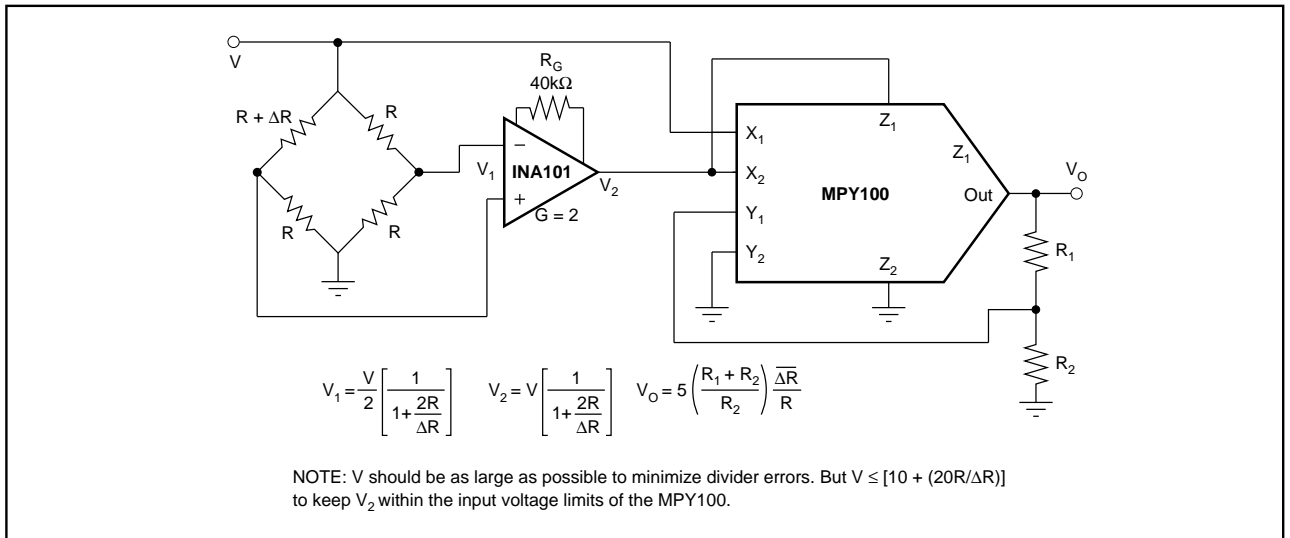 V
R + ΔR
R
R
R
R_G
40kΩ
V_1
−
+
INA101
G = 2
V_2
X_1
X_2
Y_1
Y_2
Z_1
Z_1
MPY100
Out
Z_2
V_O
R_1
R_2
V_1 = V/2 [1 / (1 + 2R/ΔR)] V_2 = V [1 / (1 + 2R/ΔR)] V_O = 5 ((R_1 + R_2) / R_2) ΔR/R
NOTE: V should be as large as possible to minimize divider errors. But V ≤ [10 + (20R/ΔR)]
to keep V_2 within the input voltage limits of the MPY100.